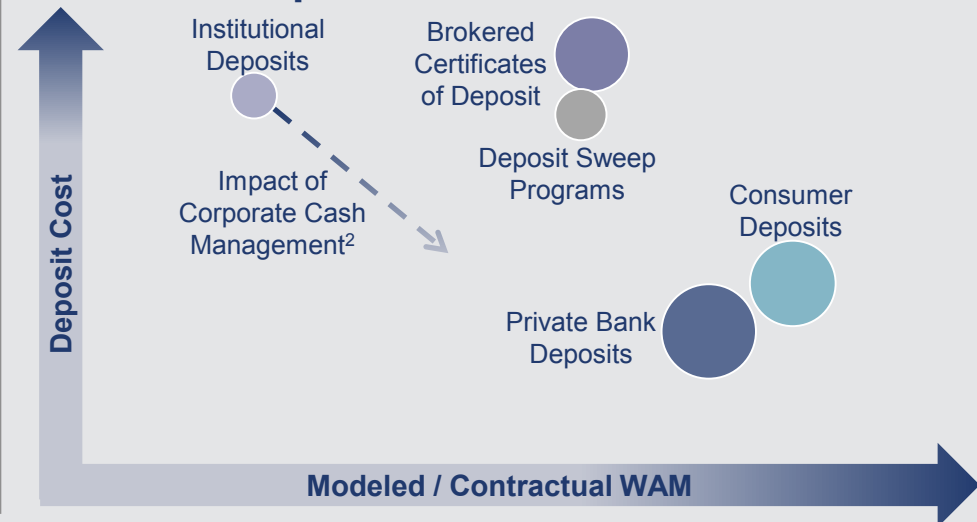 Institutional
Deposits
Brokered
Certificates
of Deposit
Deposit Sweep
Programs
Impact of
Corporate Cash
Management²
Consumer
Deposits
Private Bank
Deposits
Deposit Cost
Modeled / Contractual WAM